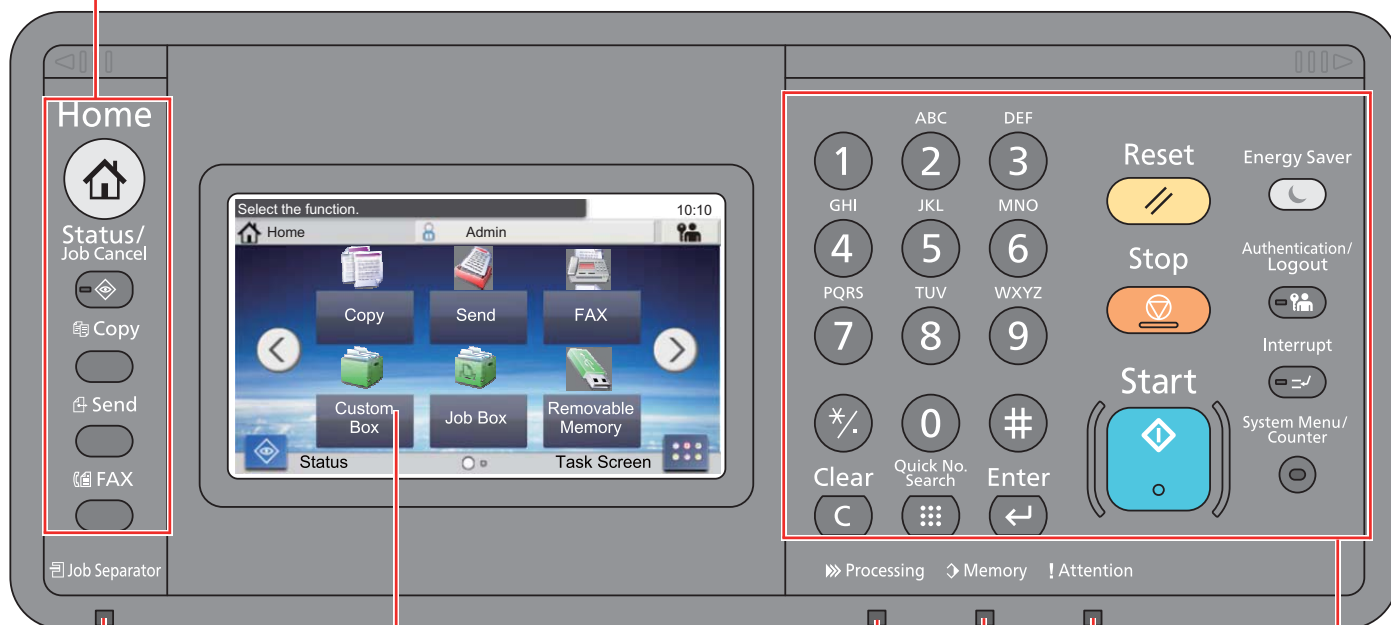 Home
Status/
Job Cancel
Copy
Send
FAX
Job Separator
Select the function.
10:10
Home
Admin
Copy
Send
FAX
Custom
Box
Job Box
Removable
Memory
Status
Task Screen
ABC
DEF
1
2
3
GHI
JKL
MNO
4
5
6
PQRS
TUV
WXYZ
7
8
9
*/.
0
#
Clear
Quick No.
Search
Enter
C
Reset
Stop
Start
Energy Saver
Authentication/
Logout
Interrupt
System Menu/
Counter
Processing
Memory
! Attention